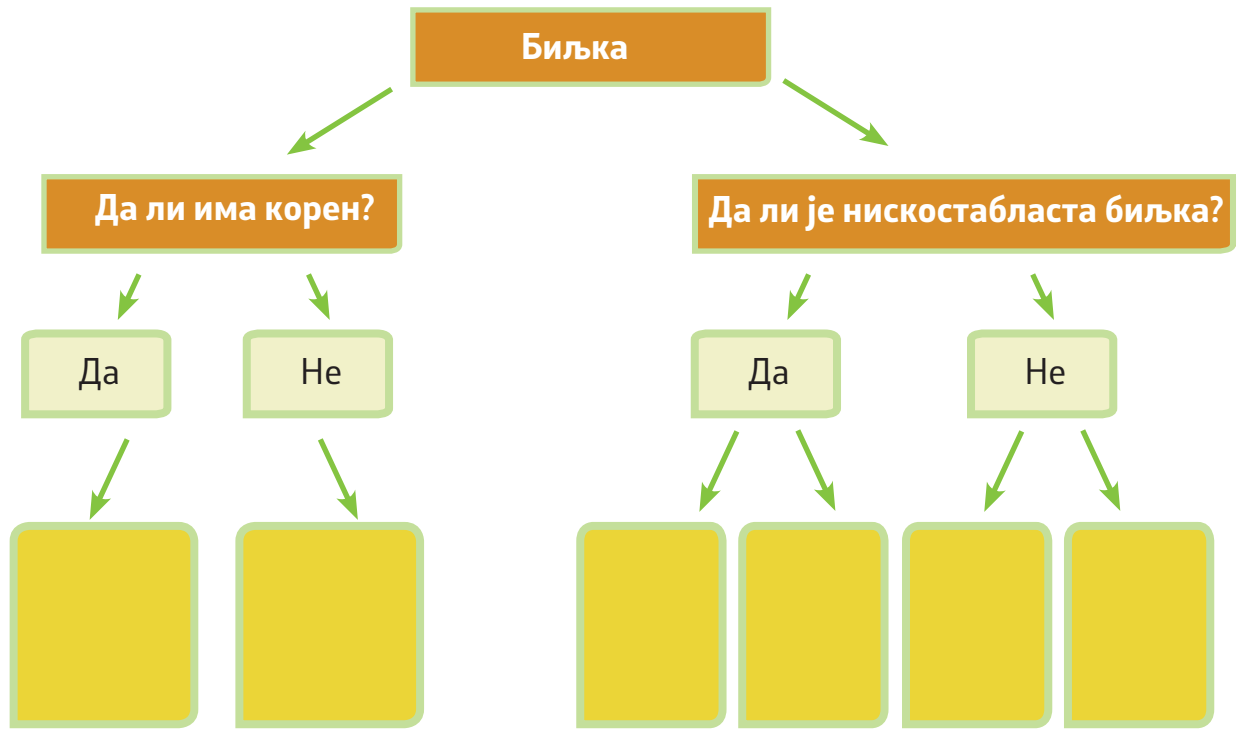 Биљка
Да ли има корен?
Да ли је нискостабласта биљка?
Да
Не
Да
Не